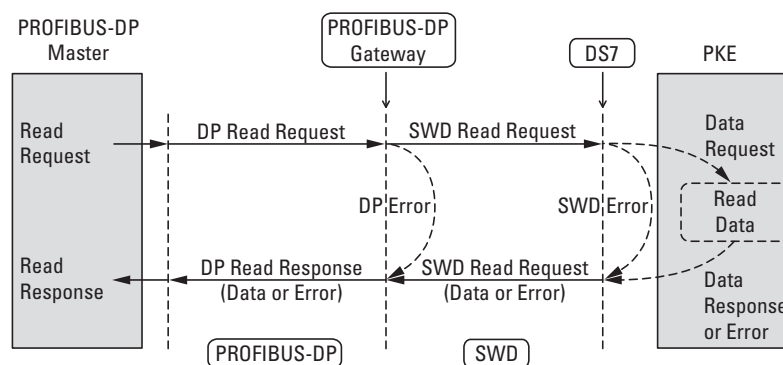 PROFIBUS-DP
Master
PROFIBUS-DP
Gateway
DS7
PKE
Read
Request
DP Read Request
SWD Read Request
Data
Request
DP Error
SWD Error
Read
Data
Read
Response
DP Read Response
(Data or Error)
SWD Read Request
(Data or Error)
Data
Response
or Error
PROFIBUS-DP
SWD